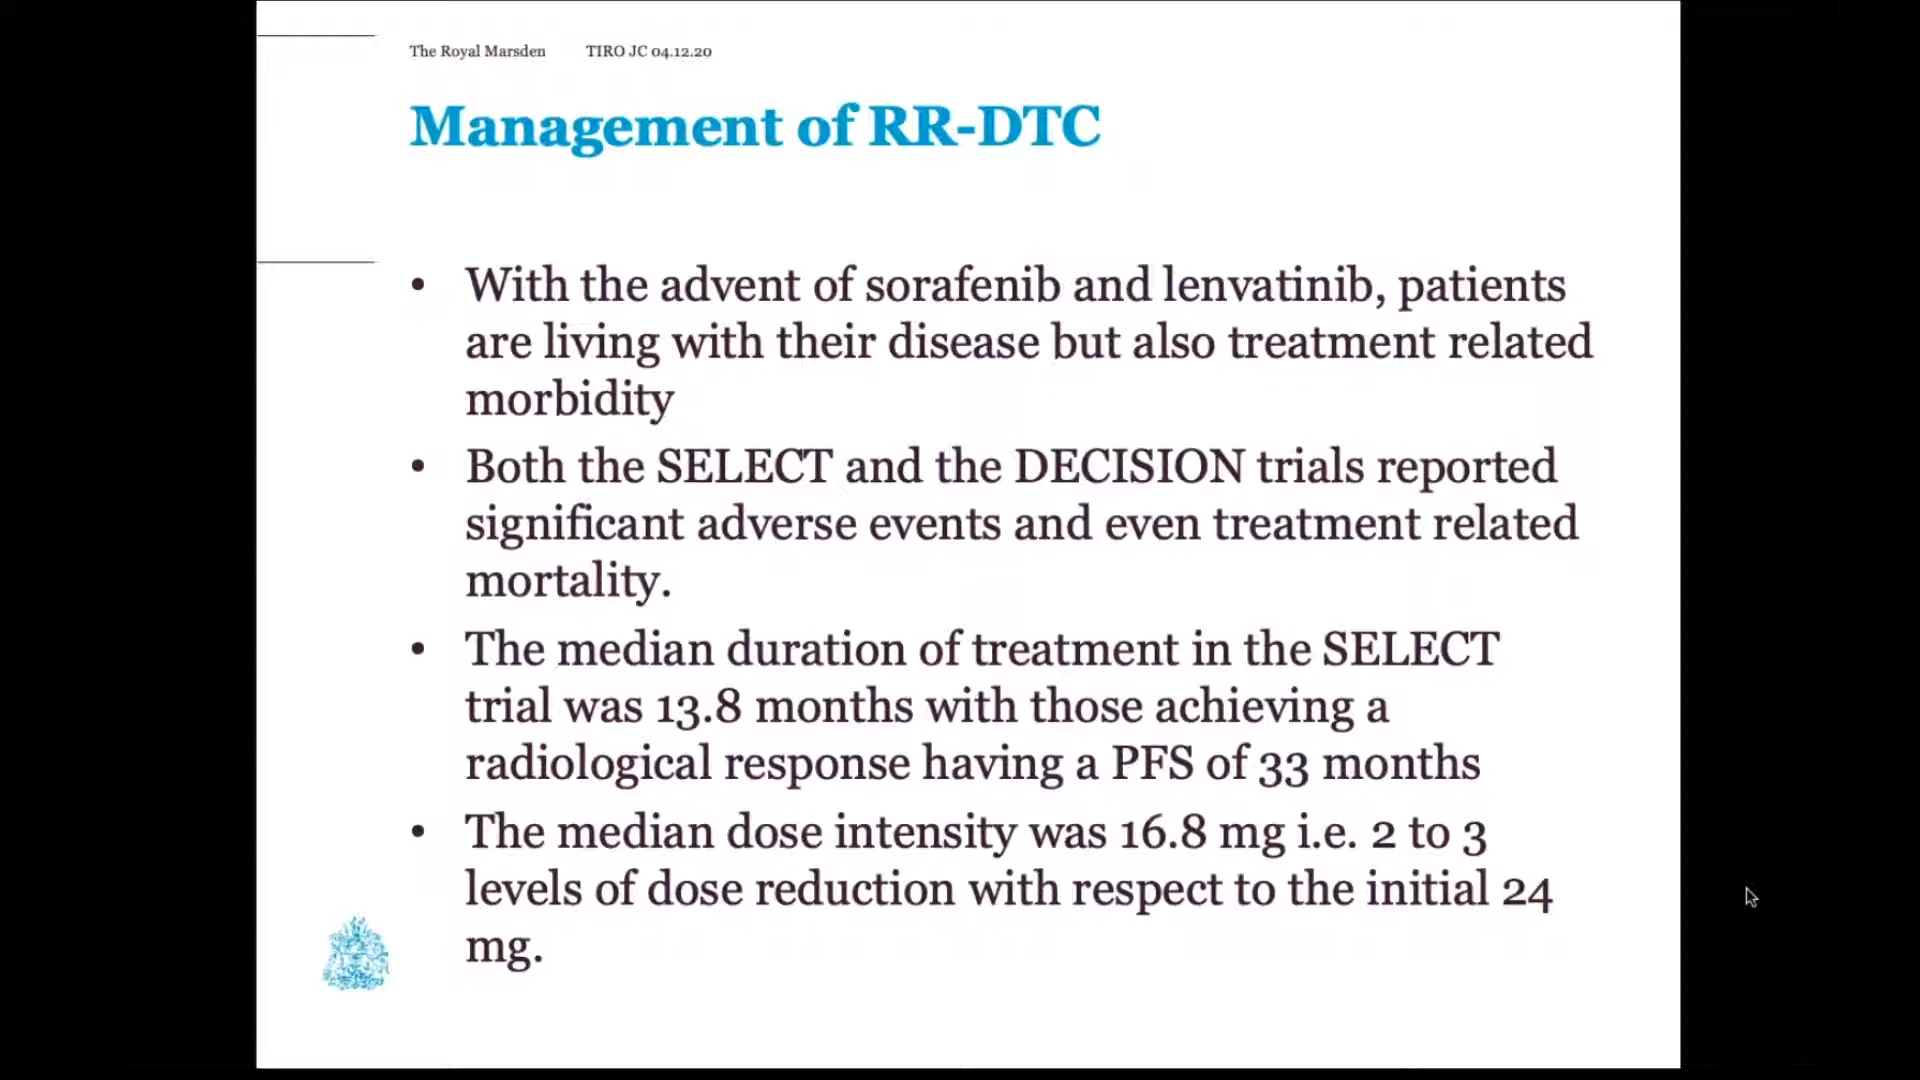 The Royal Marsden TIRO JC 04.12.20
Management of RR-DTC
• With the advent of sorafenib and lenvatinib, patients
are living with their disease but also treatment related
morbidity
• Both the SELECT and the DECISION trials reported
significant adverse events and even treatment related
mortality.
• The median duration of treatment in the SELECT
trial was 13.8 months with those achieving a
radiological response having a PFS of 33 months
• The median dose intensity was 16.8 mg i.e. 2 to 3
levels of dose reduction with respect to the initial 24
mg.